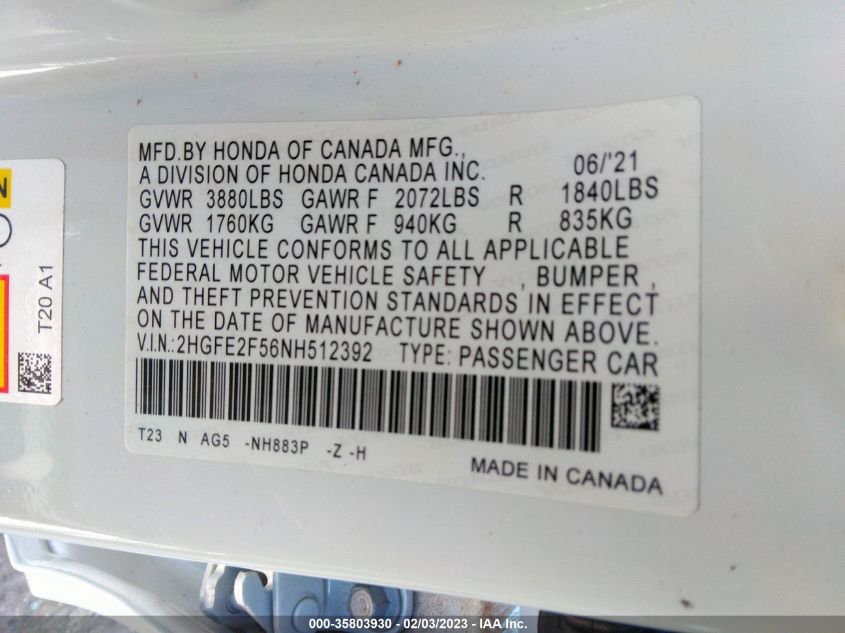 MFD.BY HONDA OF CANADA MFG.,
A DIVISION OF HONDA CANADA INC. 06/'21
GVWR 3880LBS GAWR F 2072LBS R 1840LBS
GVWR 1760KG GAWR F 940KG R 835KG
THIS VEHICLE CONFORMS TO ALL APPLICABLE
FEDERAL MOTOR VEHICLE SAFETY , BUMPER ,
AND THEFT PREVENTION STANDARDS IN EFFECT
ON THE DATE OF MANUFACTURE SHOWN ABOVE.
V.I.N.:2HGFE2F56NH512392 TYPE: PASSENGER CAR
T23 N AG5 -NH883P -Z -H
MADE IN CANADA
T20 A1
000-35803930 - 02/03/2023 - IAA Inc.